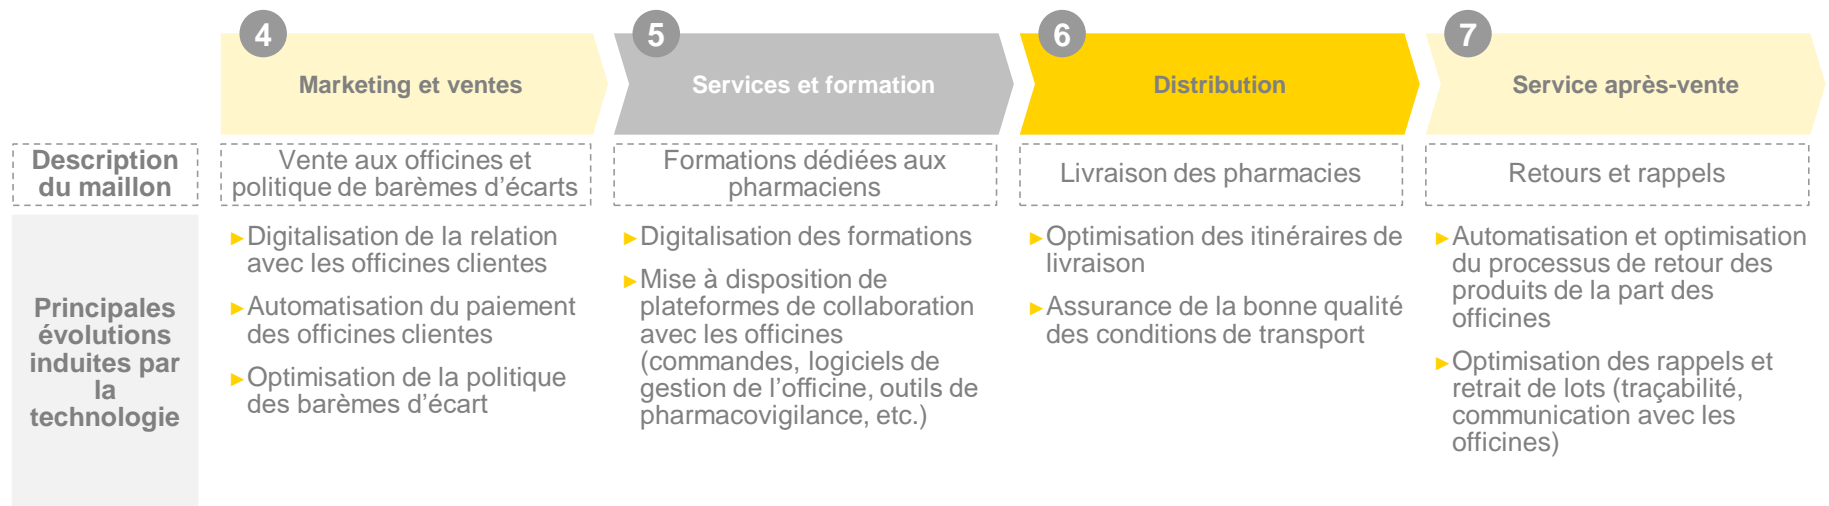 4
Marketing et ventes
5
Services et formation
6
Distribution
7
Service après-vente
Description
du maillon
Vente aux officines et
politique de barèmes d’écarts
Formations dédiées aux
pharmaciens
Livraison des pharmacies
Retours et rappels
Principales
évolutions
induites par
la
technologie
►Digitalisation de la relation
avec les officines clientes
►Automatisation du paiement
des officines clientes
►Optimisation de la politique
des barèmes d’écart
►Digitalisation des formations
►Mise à disposition de
plateformes de collaboration
avec les officines
(commandes, logiciels de
gestion de l’officine, outils de
pharmacovigilance, etc.)
►Optimisation des itinéraires de
livraison
►Assurance de la bonne qualité
des conditions de transport
►Automatisation et optimisation
du processus de retour des
produits de la part des
officines
►Optimisation des rappels et
retrait de lots (traçabilité,
communication avec les
officines)